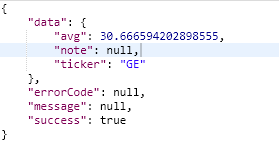 {
    "data": {
        "avg": 30.666594202898555,
        "note": null,
        "ticker": "GE"
    },
    "errorCode": null,
    "message": null,
    "success": true
}